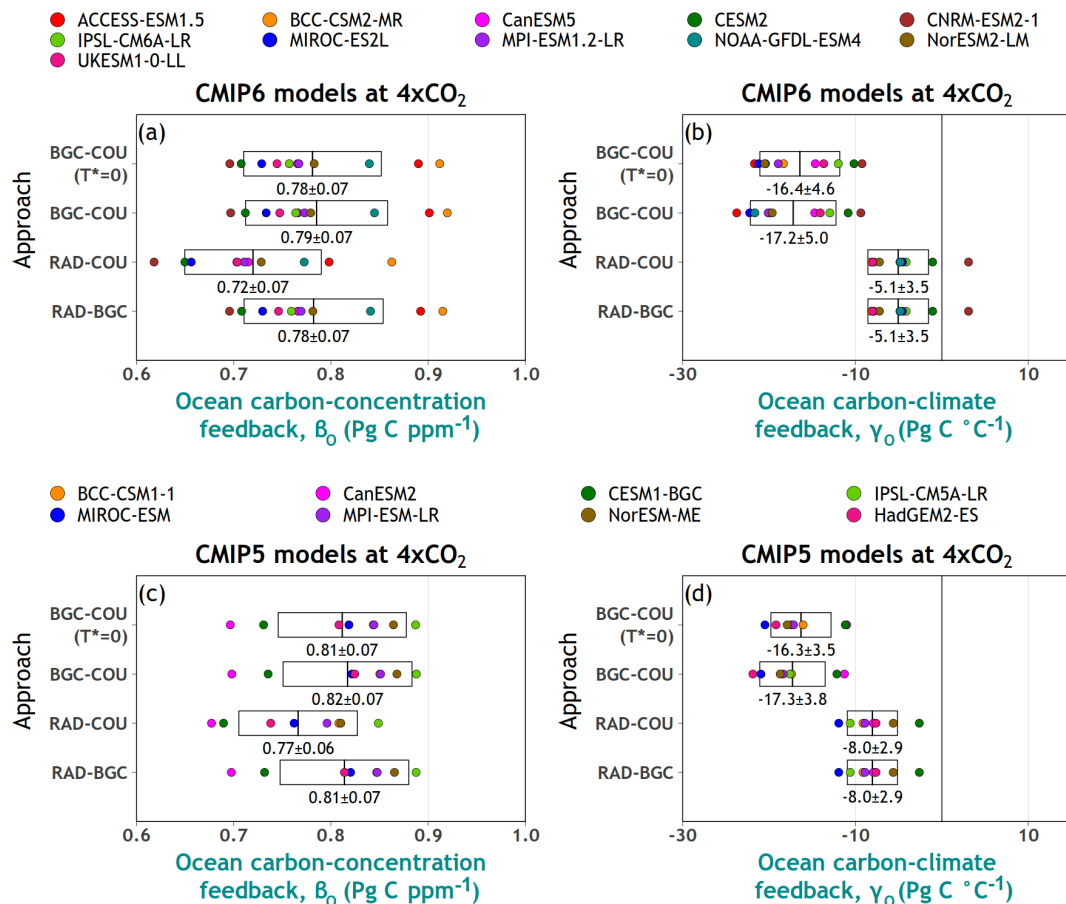 ACCESS-ESM1.5 BCC-CSM2-MR CanESM5 CESM2 CNRM-ESM2-1
IPSL-CM6A-LR MIROC-ES2L MPI-ESM1.2-LR NOAA-GFDL-ESM4 NorESM2-LM
UKESM1-0-LL
CMIP6 models at 4xCO₂
(a)
Approach
BGC-COU
(T*=0)
0.78±0.07
BGC-COU
0.79±0.07
RAD-COU
0.72±0.07
RAD-BGC
0.78±0.07
0.6 0.7 0.8 0.9 1.0
Ocean carbon-concentration
feedback, βₒ (Pg C ppm⁻¹)
CMIP6 models at 4xCO₂
(b)
Approach
BGC-COU
(T*=0)
-16.4±4.6
BGC-COU
-17.2±5.0
RAD-COU
-5.1±3.5
RAD-BGC
-5.1±3.5
-30 -10 10
Ocean carbon-climate
feedback, γₒ (Pg C °C⁻¹)
BCC-CSM1-1 CanESM2 CESM1-BGC IPSL-CM5A-LR
MIROC-ESM MPI-ESM-LR NorESM-ME HadGEM2-ES
CMIP5 models at 4xCO₂
(c)
Approach
BGC-COU
(T*=0)
0.81±0.07
BGC-COU
0.82±0.07
RAD-COU
0.77±0.06
RAD-BGC
0.81±0.07
0.6 0.7 0.8 0.9 1.0
Ocean carbon-concentration
feedback, βₒ (Pg C ppm⁻¹)
CMIP5 models at 4xCO₂
(d)
Approach
BGC-COU
(T*=0)
-16.3±3.5
BGC-COU
-17.3±3.8
RAD-COU
-8.0±2.9
RAD-BGC
-8.0±2.9
-30 -10 10
Ocean carbon-climate
feedback, γₒ (Pg C °C⁻¹)